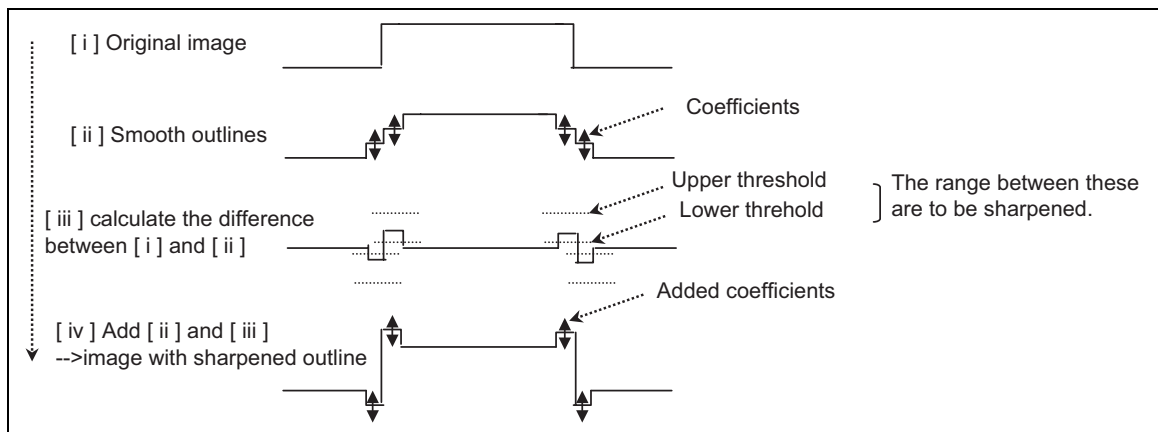 [ i ] Original image
[ ii ] Smooth outlines
Coefficients
Upper threshold
Lower threhold
The range between these
are to be sharpened.
[ iii ] calculate the difference
between [ i ] and [ ii ]
Added coefficients
[ iv ] Add [ ii ] and [ iii ]
-->image with sharpened outline